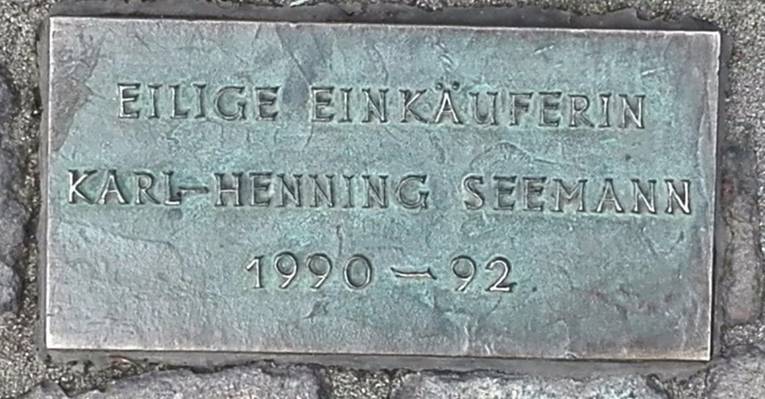 EILIGE EINKÄUFERIN
KARL-HENNING SEEMANN
1990-92